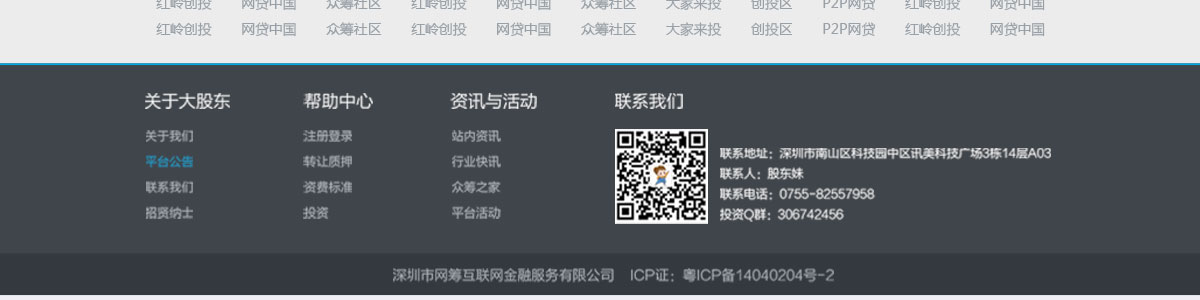 红岭创投 网贷中国 众筹社区 红岭创投 网贷中国 众筹社区 大家来投 创投区 P2P网贷 红岭创投 网贷中国
红岭创投 网贷中国 众筹社区 红岭创投 网贷中国 众筹社区 大家来投 创投区 P2P网贷 红岭创投 网贷中国
关于大股东 帮助中心 资讯与活动 联系我们
关于我们 注册登录 站内资讯
平台公告 转让质押 行业快讯
联系我们 资费标准 众筹之家
招贤纳士 投资 平台活动
联系地址：深圳市南山区科技园中区讯美科技广场3栋14层A03
联系人：股东妹
联系电话：0755-82557958
投资Q群：306742456
深圳市网筹互联网金融服务有限公司 ICP证：粤ICP备14040204号-2